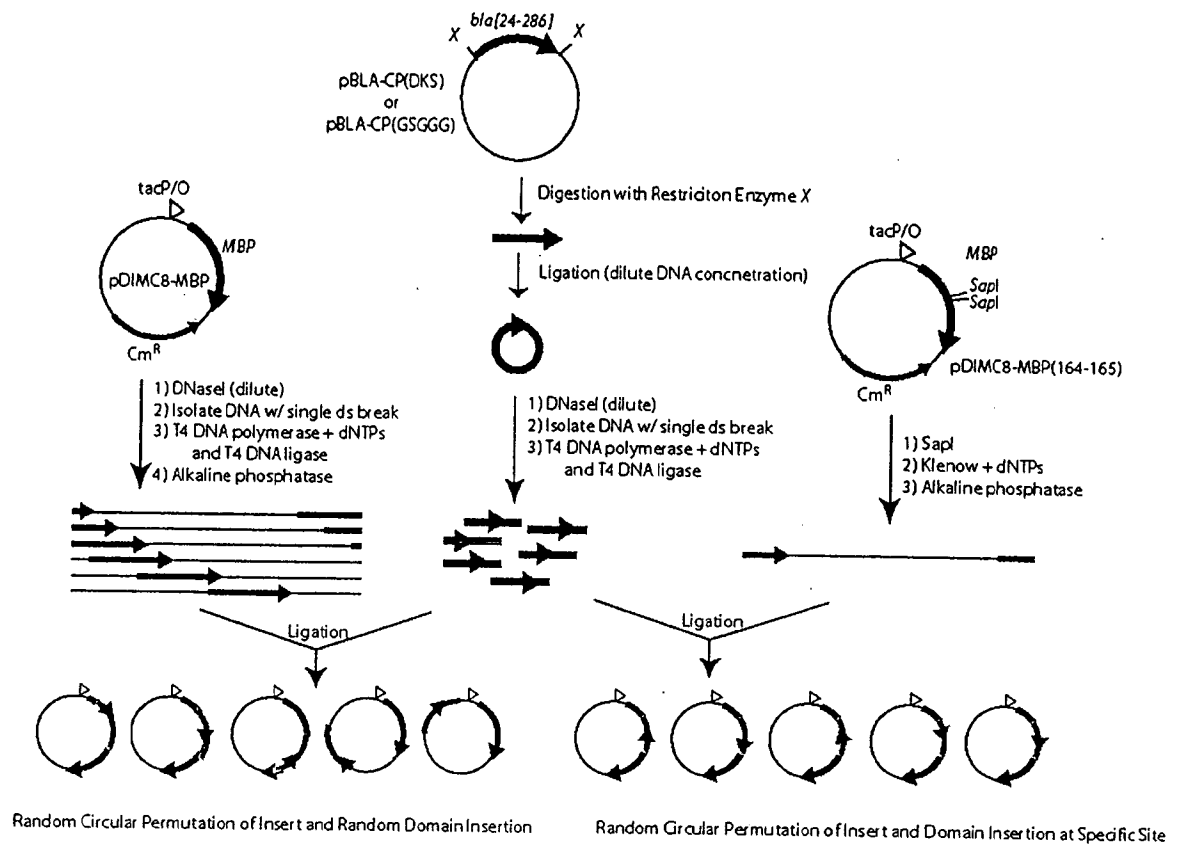 bla[24-286]
X
X
pBLA-CP(DKS)
or
pBLA-CP(GSGGG)
Digestion with Restriciton Enzyme X
tacP/O
MBP
pDIMC8-MBP
CmR
Ligation (dilute DNA concnetration)
tacP/O
MBP
SapI
SapI
pDIMC8-MBP(164-165)
CmR
1) DNaseI (dilute)
2) Isolate DNA w/ single ds break
3) T4 DNA polymerase + dNTPs
and T4 DNA ligase
4) Alkaline phosphatase
1) DNaseI (dilute)
2) Isolate DNA w/ single ds break
3) T4 DNA polymerase + dNTPs
and T4 DNA ligase
1) SapI
2) Klenow + dNTPs
3) Alkaline phosphatase
Ligation
Ligation
Random Circular Permutation of Insert and Random Domain Insertion
Random Circular Permutation of Insert and Domain Insertion at Specific Site